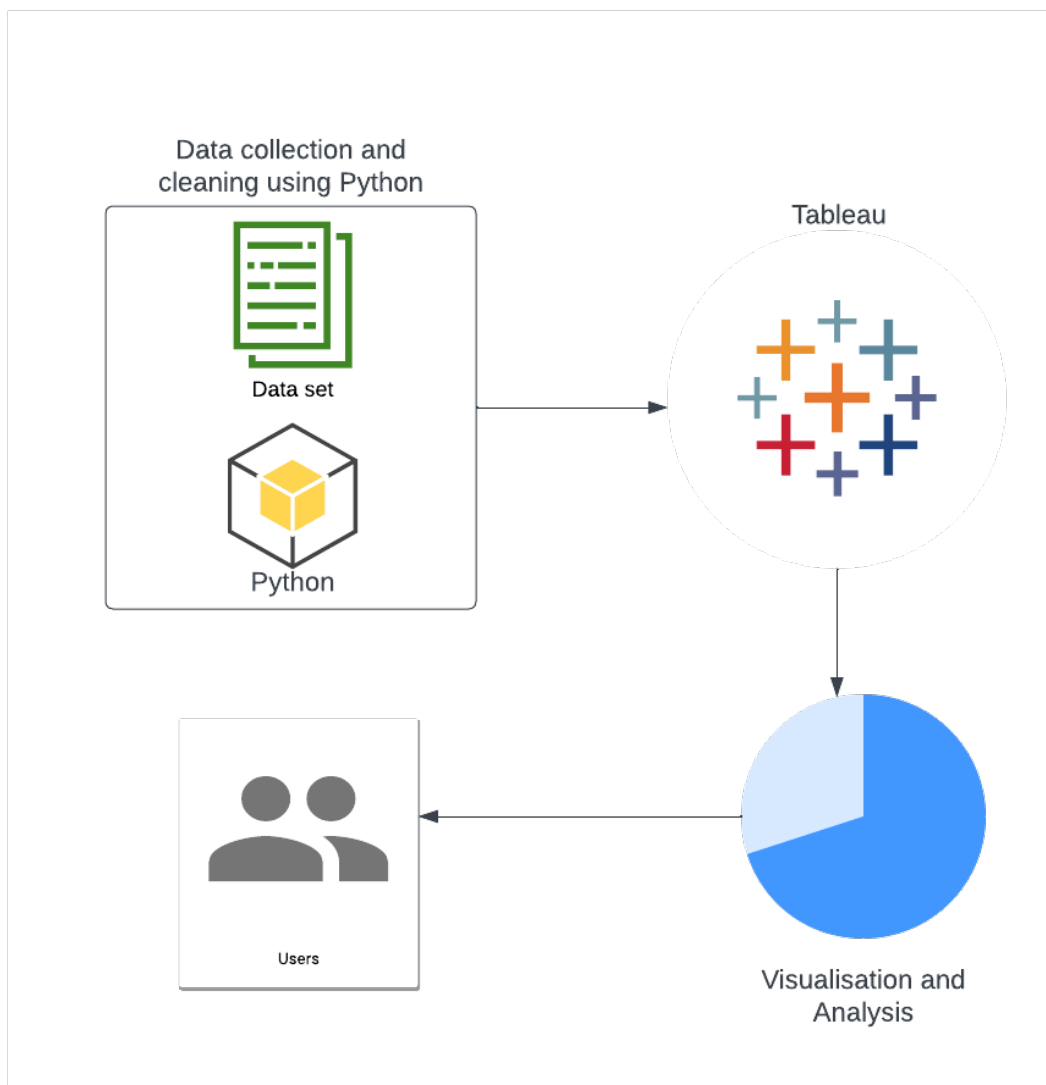 Data collection and
cleaning using Python
Data set
Python
Tableau
Visualisation and
Analysis
Users